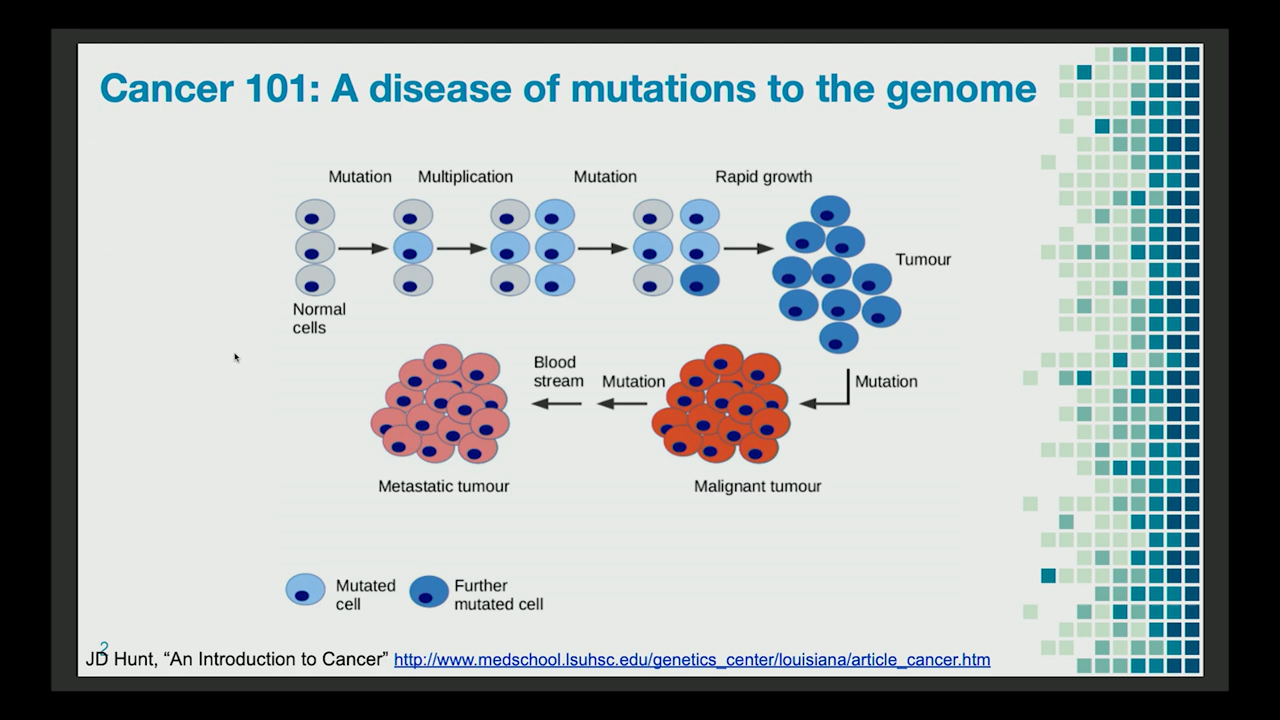 Cancer 101: A disease of mutations to the genome
Mutation Multiplication Mutation Rapid growth
Tumour
Normal
cells
Blood
stream
Mutation
Mutation
Metastatic tumour
Malignant tumour
Mutated
cell
Further
mutated cell
2
JD Hunt, “An Introduction to Cancer” http://www.medschool.lsuhsc.edu/genetics_center/louisiana/article_cancer.htm